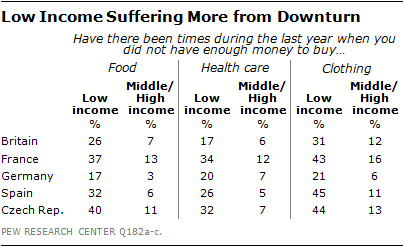 Low Income Suffering More from Downturn
Have there been times during the last year when you
did not have enough money to buy...
Food Health care Clothing
Low income Middle/High income Low income Middle/High income Low income Middle/High income
% % % % % %
Britain 26 7 17 6 31 12
France 37 13 34 12 43 16
Germany 17 3 20 7 21 6
Spain 32 6 26 5 45 11
Czech Rep. 40 11 32 7 44 13
PEW RESEARCH CENTER Q182a-c.